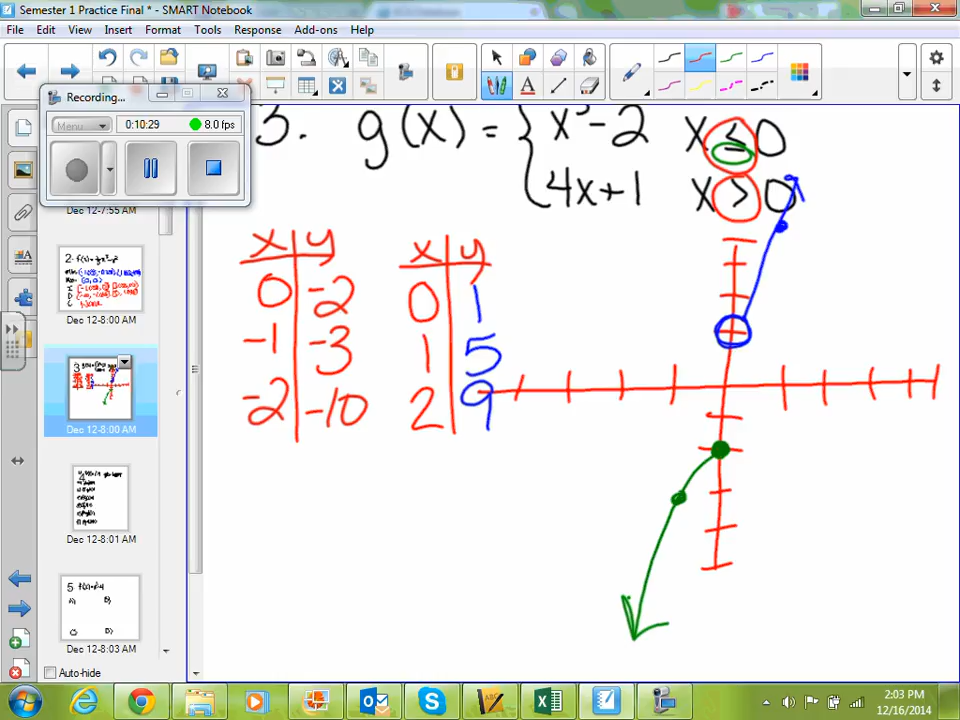 Semester 1 Practice Final * - SMART Notebook
File Edit View Insert Format Tools Response Add-ons Help
Recording...
Menu 0:10:29 8.0 fps
Dec 12-7:55 AM
Dec 12-8:00 AM
Dec 12-8:00 AM
Dec 12-8:01 AM
5 
Dec 12-8:03 AM
Auto-hide
3. g(x) = { x³-2 x ≤ 0
4x+1 x > 0
x y x y
0 -2 0 1
-1 -3 1 5
-2 -10 2 9
2:03 PM
12/16/2014